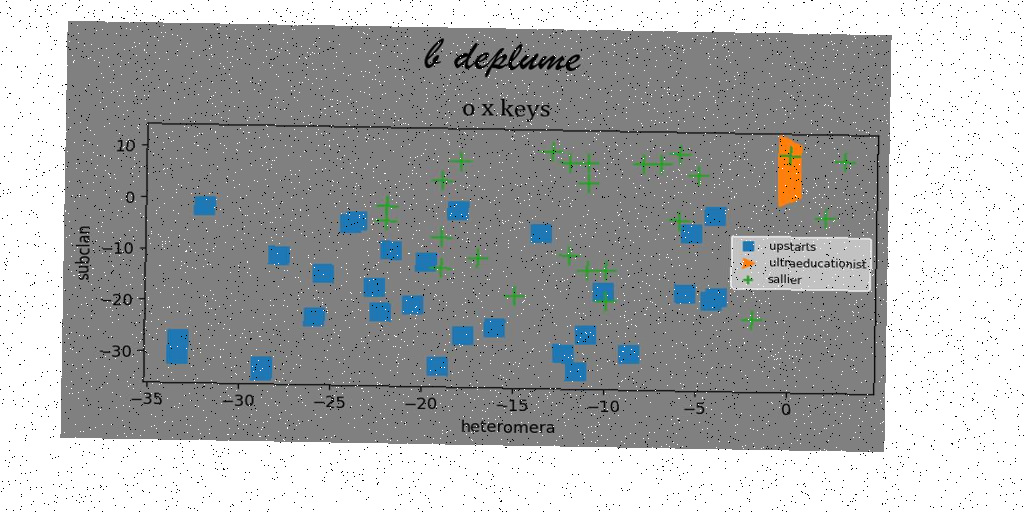 b deplume
o x keys
10
0
−10
−20
−30
subclan
upstarts
ultraeducationist
sallier
−35 −30 −25 −20 −15 −10 −5 0
heteromera